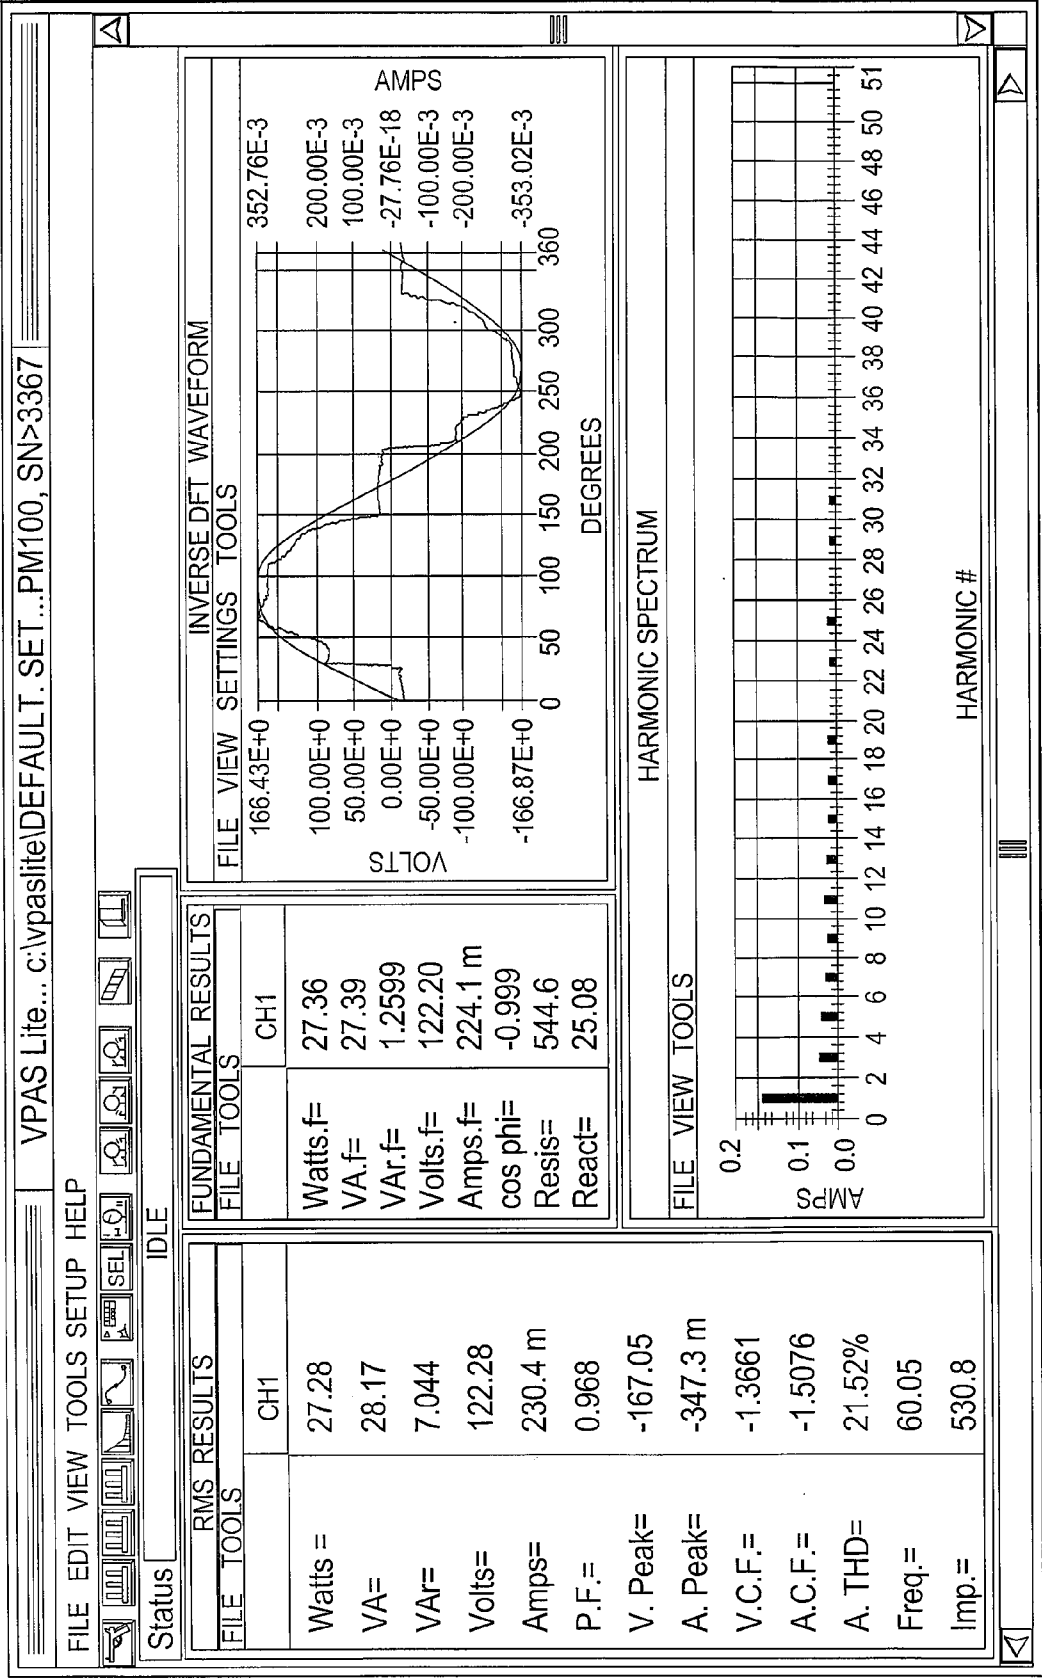 VPAS Lite... c:\vpaslite\DEFAULT. SET...PM100, SN>3367
FILE EDIT VIEW TOOLS SETUP HELP
SEL
Status
IDLE
RMS RESULTS
FILE TOOLS
CH1
Watts = 27.28
VA= 28.17
VAr= 7.044
Volts= 122.28
Amps= 230.4 m
P.F.= 0.968
V. Peak= -167.05
A. Peak= -347.3 m
V.C.F.= -1.3661
A.C.F.= -1.5076
A. THD= 21.52%
Freq.= 60.05
Imp.= 530.8
FUNDAMENTAL RESULTS
FILE TOOLS
CH1
Watts.f= 27.36
VA.f= 27.39
VAr.f= 1.2599
Volts.f= 122.20
Amps.f= 224.1 m
cos phi= -0.999
Resis= 544.6
React= 25.08
INVERSE DFT WAVEFORM
FILE VIEW SETTINGS TOOLS
166.43E+0
100.00E+0
50.00E+0
0.00E+0
-50.00E+0
-100.00E+0
-166.87E+0
VOLTS
352.76E-3
200.00E-3
100.00E-3
-27.76E-18
-100.00E-3
-200.00E-3
-353.02E-3
AMPS
0 50 100 150 200 250 300 360
DEGREES
HARMONIC SPECTRUM
FILE VIEW TOOLS
0.2
0.1
0.0
AMPS
0 2 4 6 8 10 12 14 16 18 20 22 24 26 28 30 32 34 36 38 40 42 44 46 48 50 51
HARMONIC #